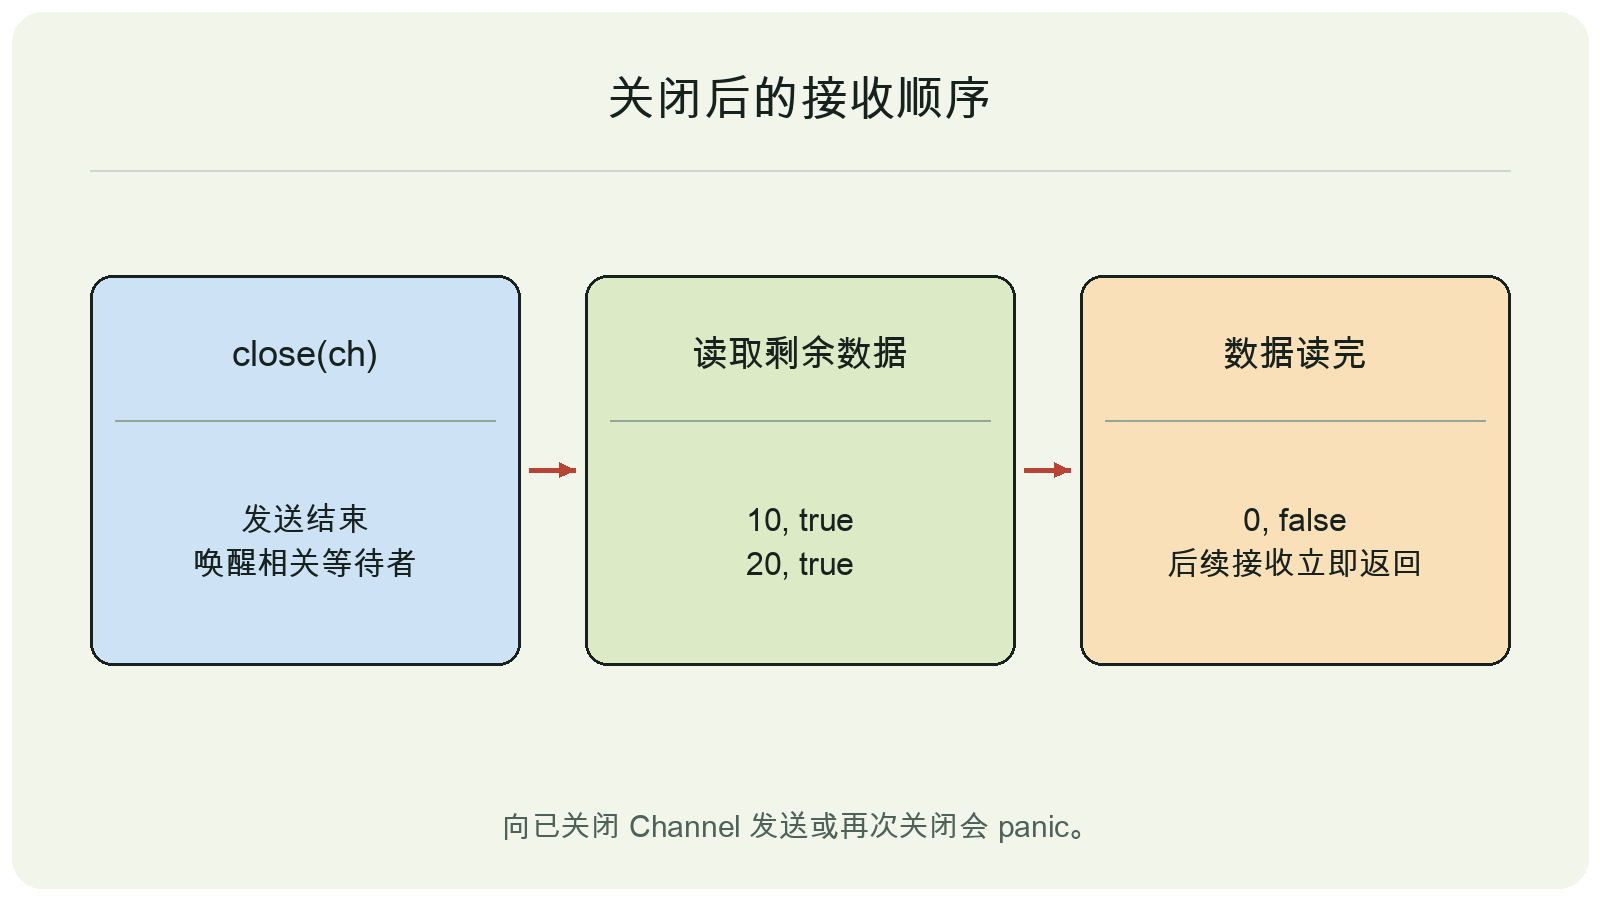 关闭后的接收顺序
close(ch)
发送结束
唤醒相关等待者
读取剩余数据
10, true
20, true
数据读完
0, false
后续接收立即返回
向已关闭 Channel 发送或再次关闭会 panic。